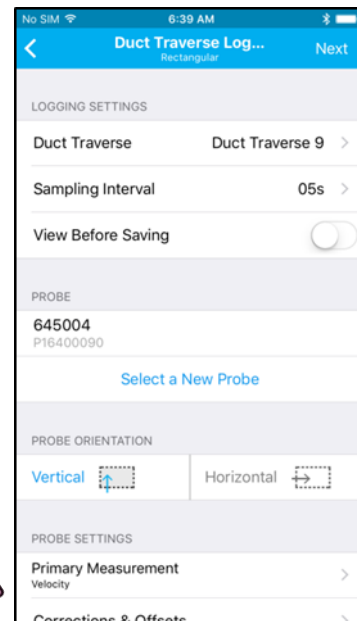 No SIM 6:39 AM
Duct Traverse Log... Next
Rectangular
LOGGING SETTINGS
Duct Traverse Duct Traverse 9
Sampling Interval 05s
View Before Saving
PROBE
645004
P16400090
Select a New Probe
PROBE ORIENTATION
Vertical Horizontal
PROBE SETTINGS
Primary Measurement
Velocity
Corrections & Offsets